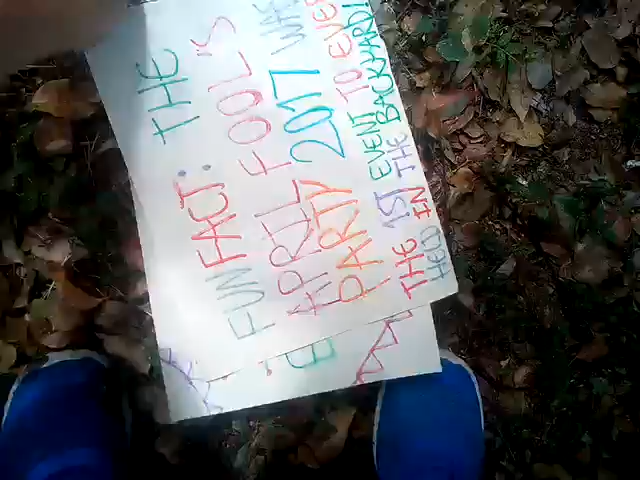 FUN FACT: THE
APRIL FOOL'S
PARTY 2017 WAS
THE 1ST EVENT TO EVER
HELD IN THE BACKYARD!